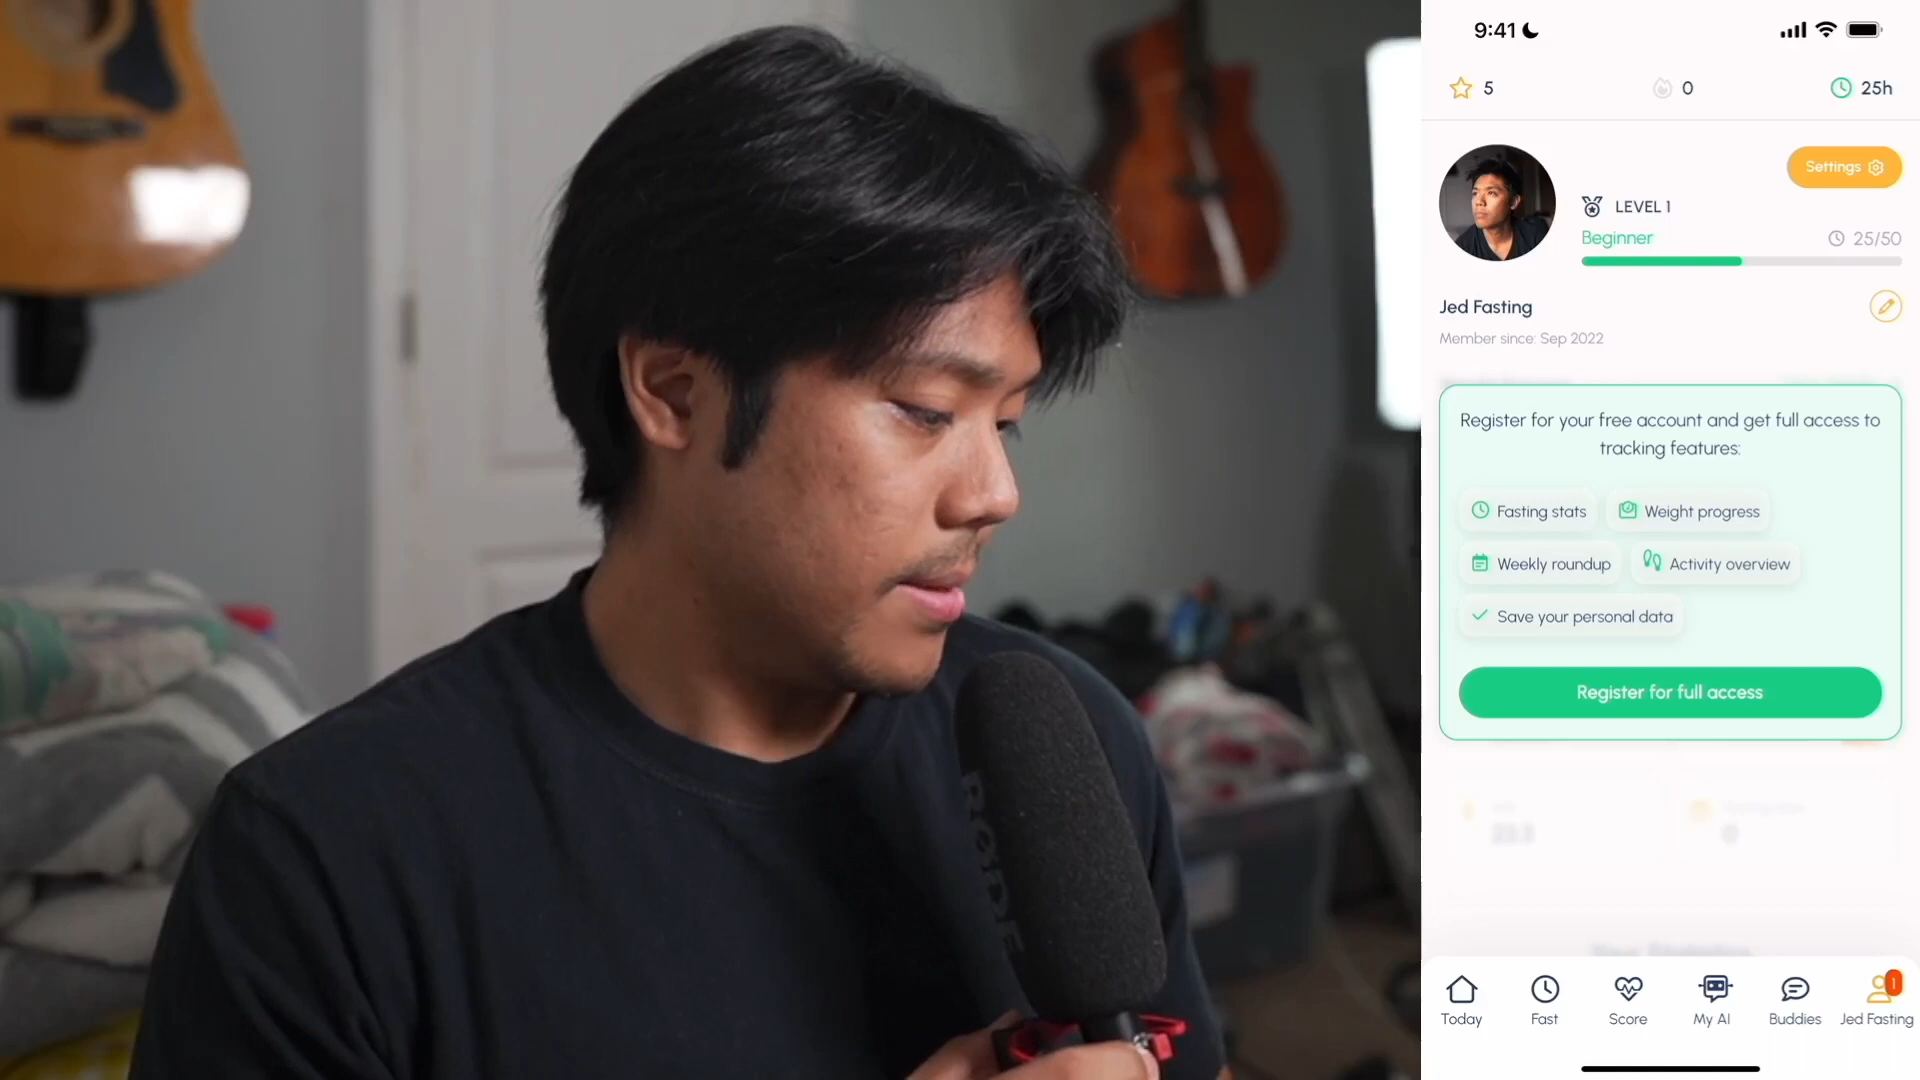 9:41
5
0
25h
Settings
LEVEL 1
Beginner
25/50
Jed Fasting
Member since: Sep 2022
Register for your free account and get full access to
tracking features:
Fasting stats
Weight progress
Weekly roundup
Activity overview
Save your personal data
Register for full access
RØDE
Today
Fast
Score
My AI
Buddies
Jed Fasting
1